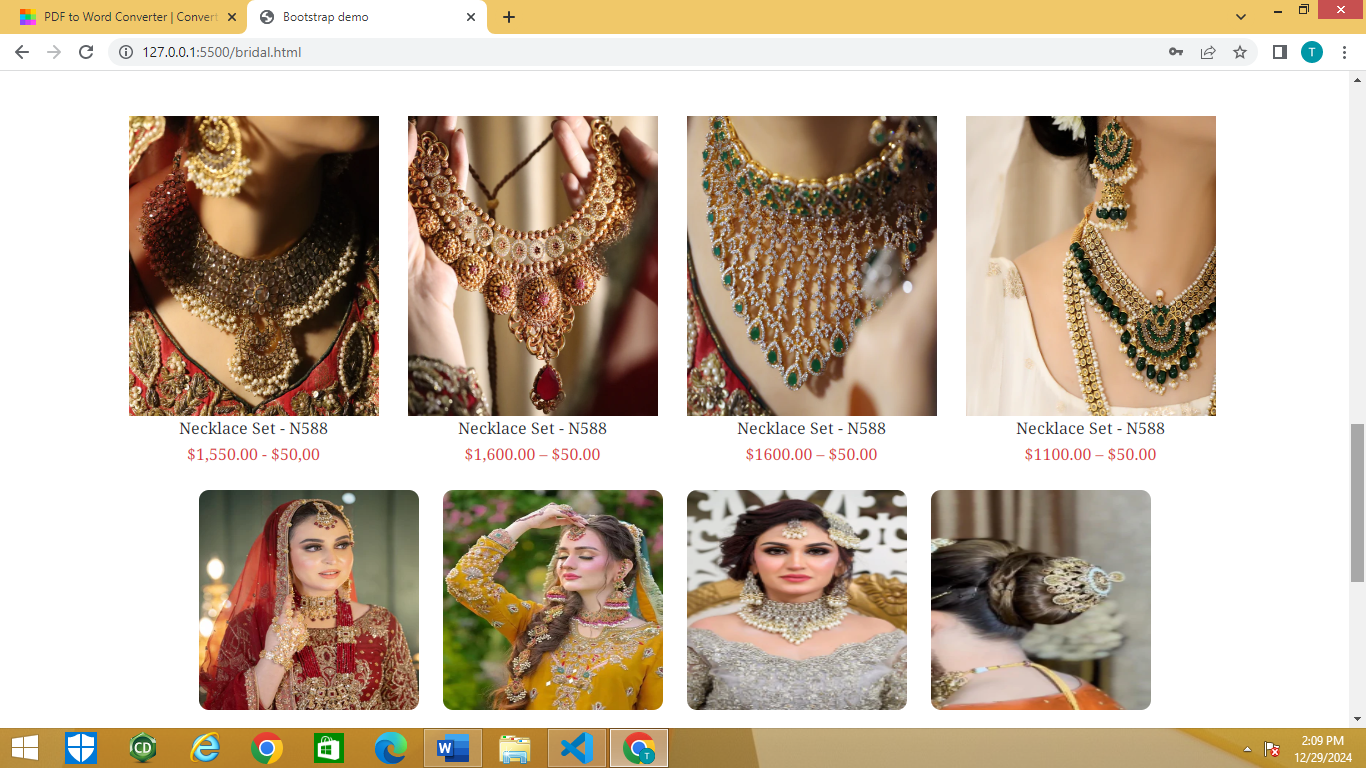 PDF to Word Converter | Convert
Bootstrap demo
127.0.0.1:5500/bridal.html
T
Necklace Set - N588
Necklace Set - N588
Necklace Set - N588
Necklace Set - N588
$1,550.00 - $50,00
$1,600.00 – $50.00
$1600.00 – $50.00
$1100.00 – $50.00
CD
W
T
2:09 PM
12/29/2024